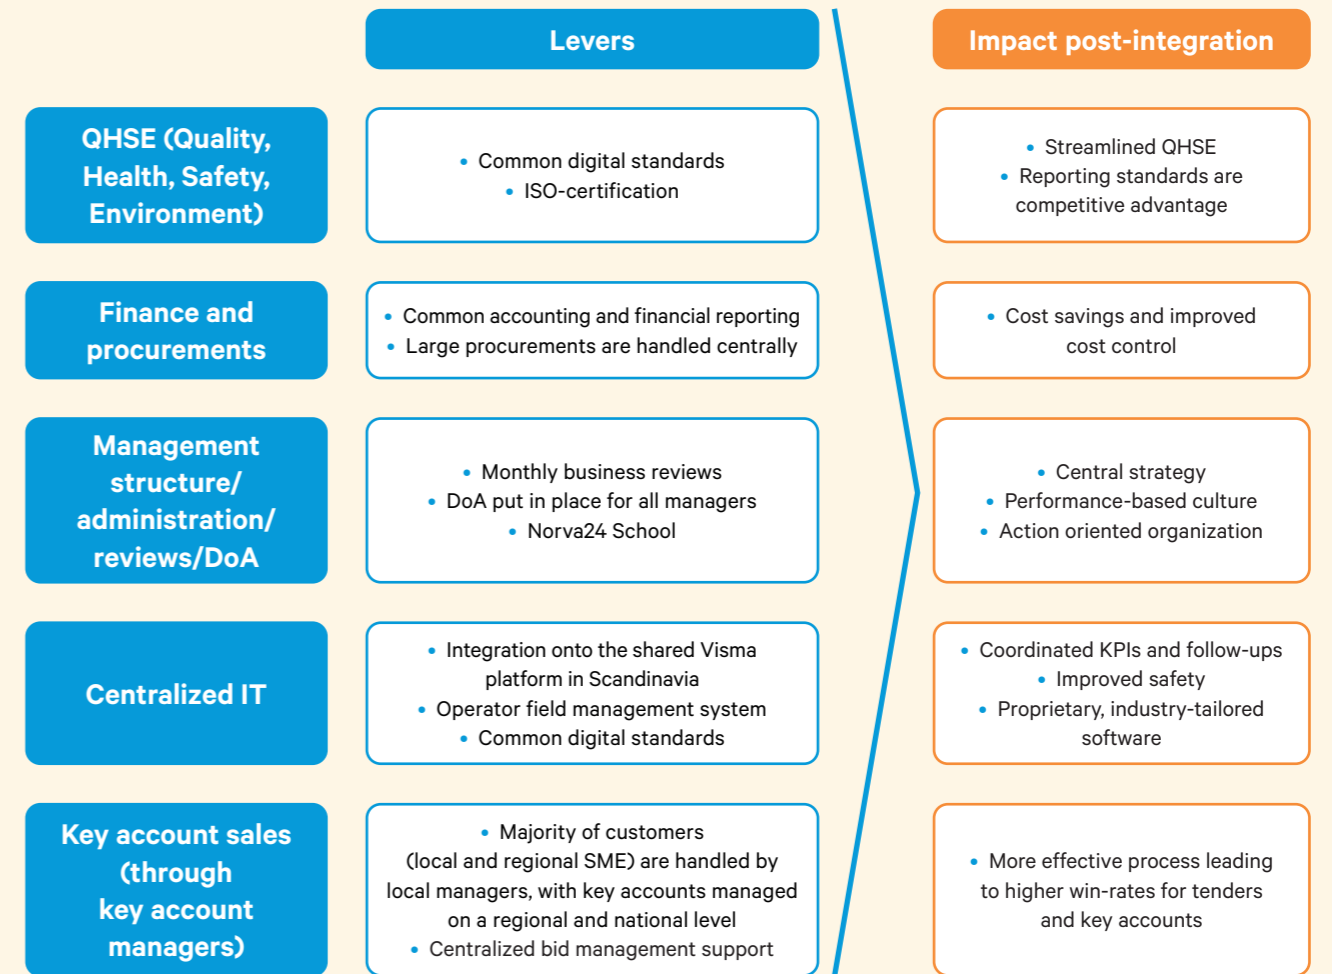 Levers
Impact post-integration
QHSE (Quality,
Health, Safety,
Environment)
• Common digital standards
• ISO-certification
• Streamlined QHSE
• Reporting standards are
competitive advantage
Finance and
procurements
• Common accounting and financial reporting
• Large procurements are handled centrally
• Cost savings and improved
cost control
Management
structure/
administration/
reviews/DoA
• Monthly business reviews
• DoA put in place for all managers
• Norva24 School
• Central strategy
• Performance-based culture
• Action oriented organization
Centralized IT
• Integration onto the shared Visma
platform in Scandinavia
• Operator field management system
• Common digital standards
• Coordinated KPIs and follow-ups
• Improved safety
• Proprietary, industry-tailored
software
Key account sales
(through
key account
managers)
• Majority of customers
(local and regional SME) are handled by
local managers, with key accounts managed
on a regional and national level
• Centralized bid management support
• More effective process leading
to higher win-rates for tenders
and key accounts